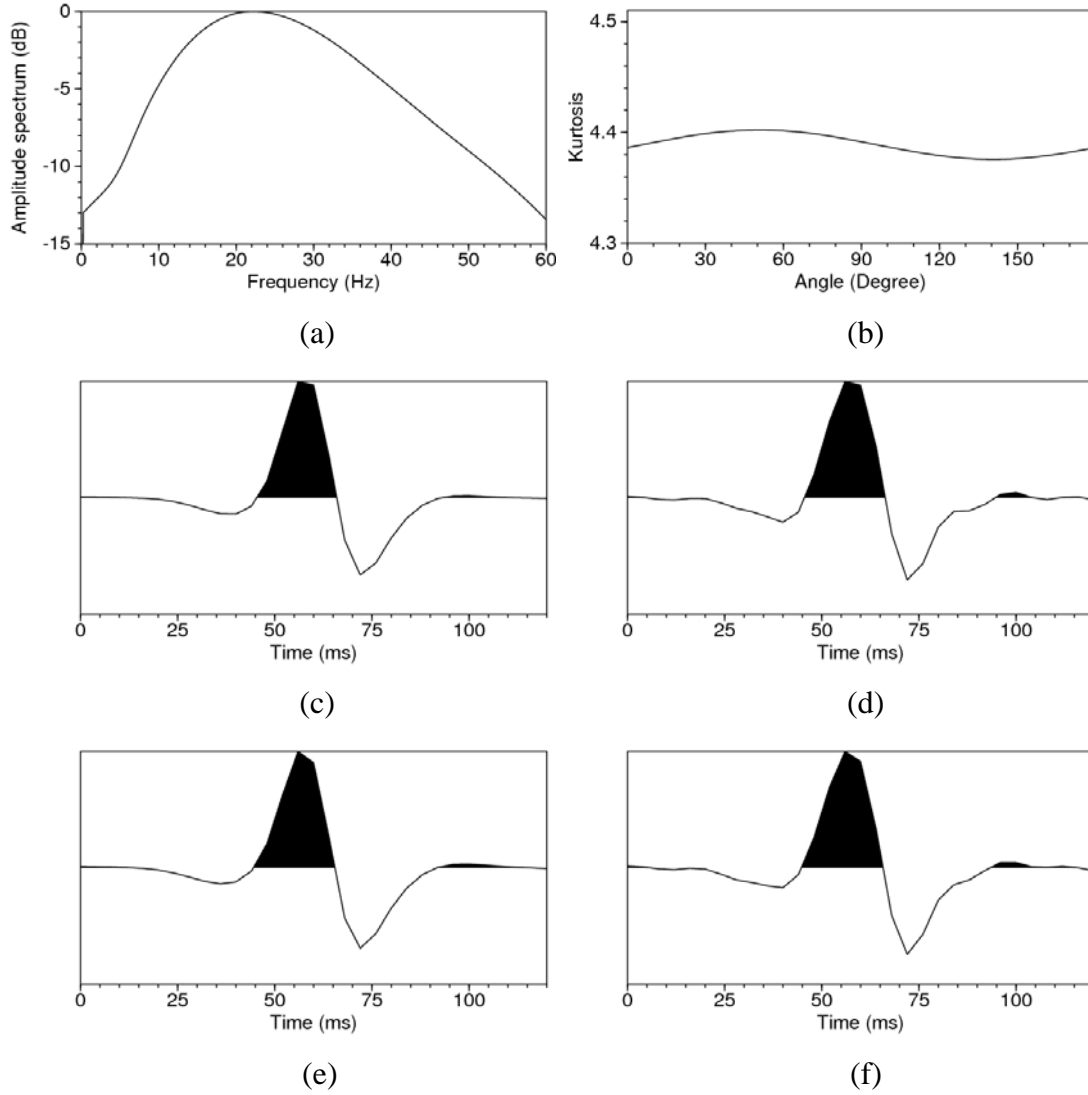 Amplitude spectrum (dB)
0
-5
-10
-15
0 10 20 30 40 50 60
Frequency (Hz)
(a)
Kurtosis
4.5
4.4
4.3
0 30 60 90 120 150
Angle (Degree)
(b)
0 25 50 75 100
Time (ms)
(c)
0 25 50 75 100
Time (ms)
(d)
0 25 50 75 100
Time (ms)
(e)
0 25 50 75 100
Time (ms)
(f)